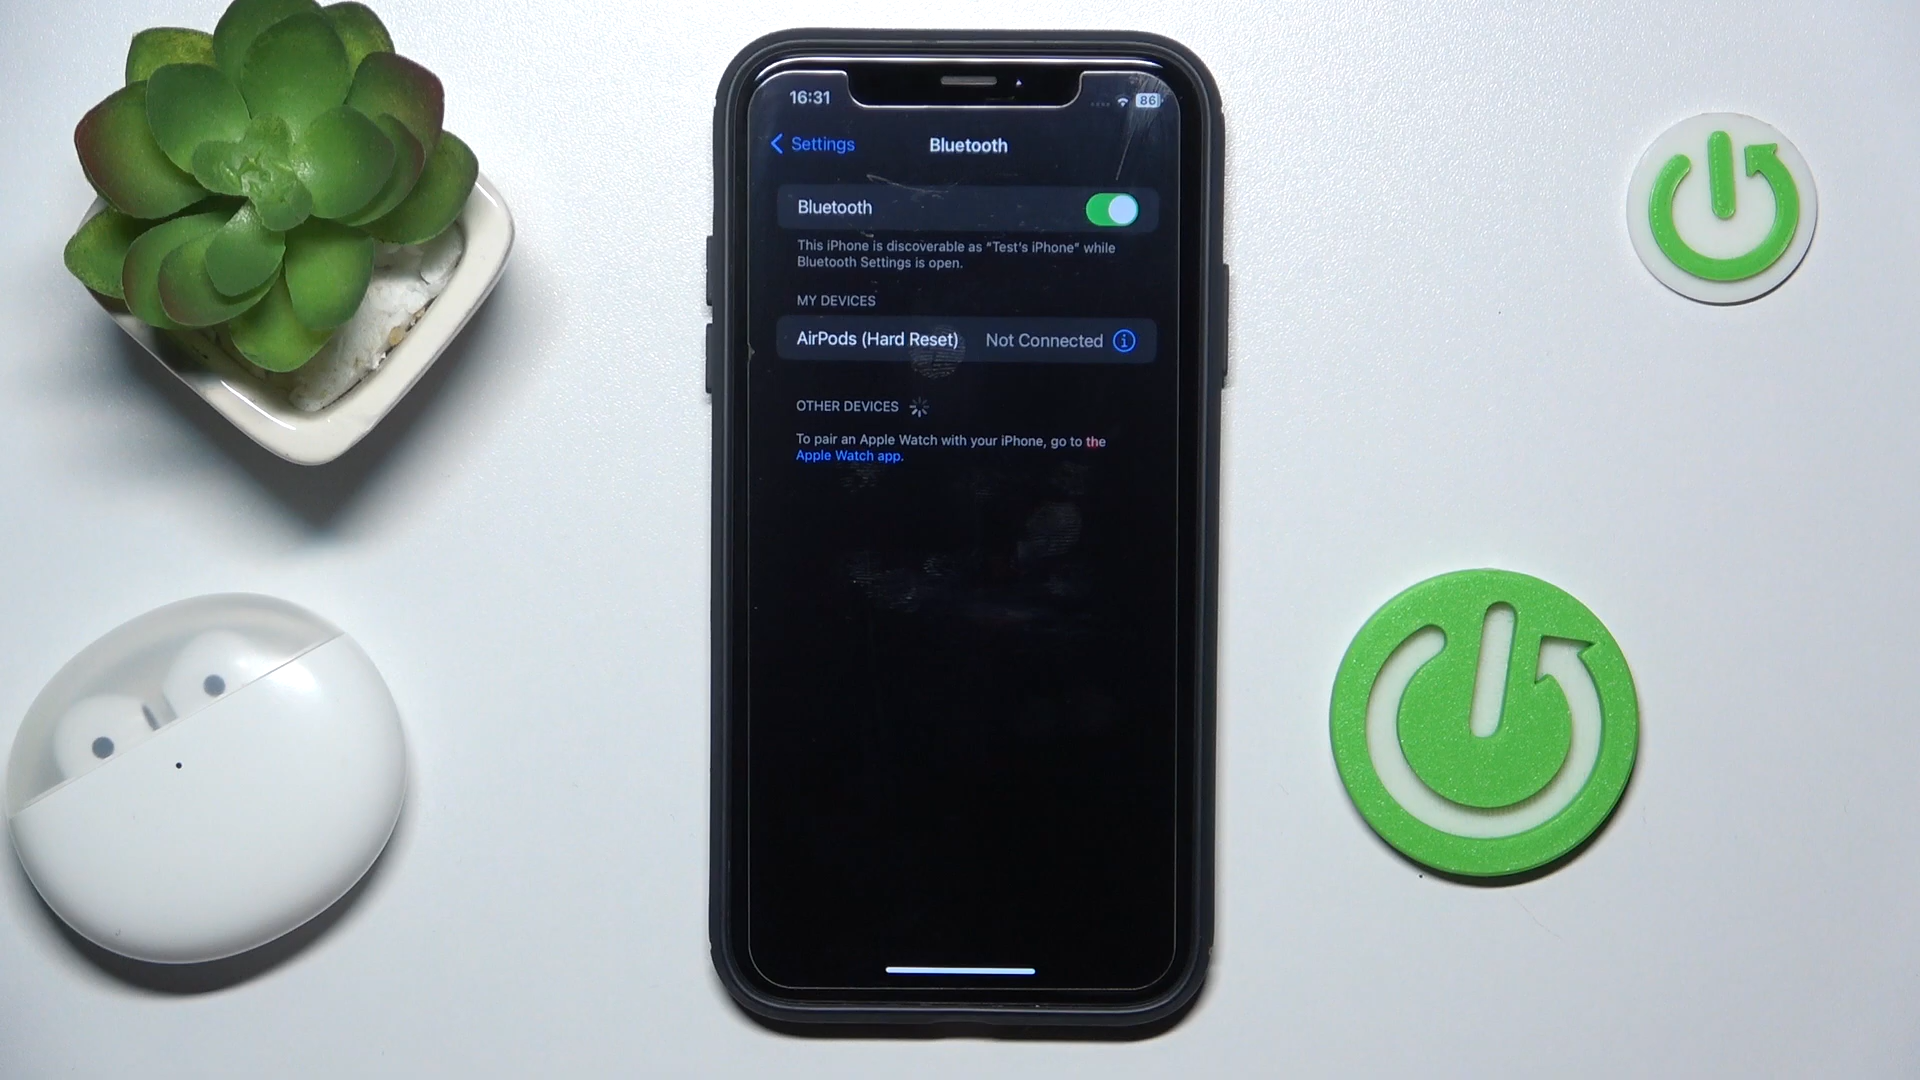 16:31
86
Settings
Bluetooth
Bluetooth
This iPhone is discoverable as “Test's iPhone” while
Bluetooth Settings is open.
MY DEVICES
AirPods (Hard Reset) Not Connected
OTHER DEVICES
To pair an Apple Watch with your iPhone, go to the
Apple Watch app.